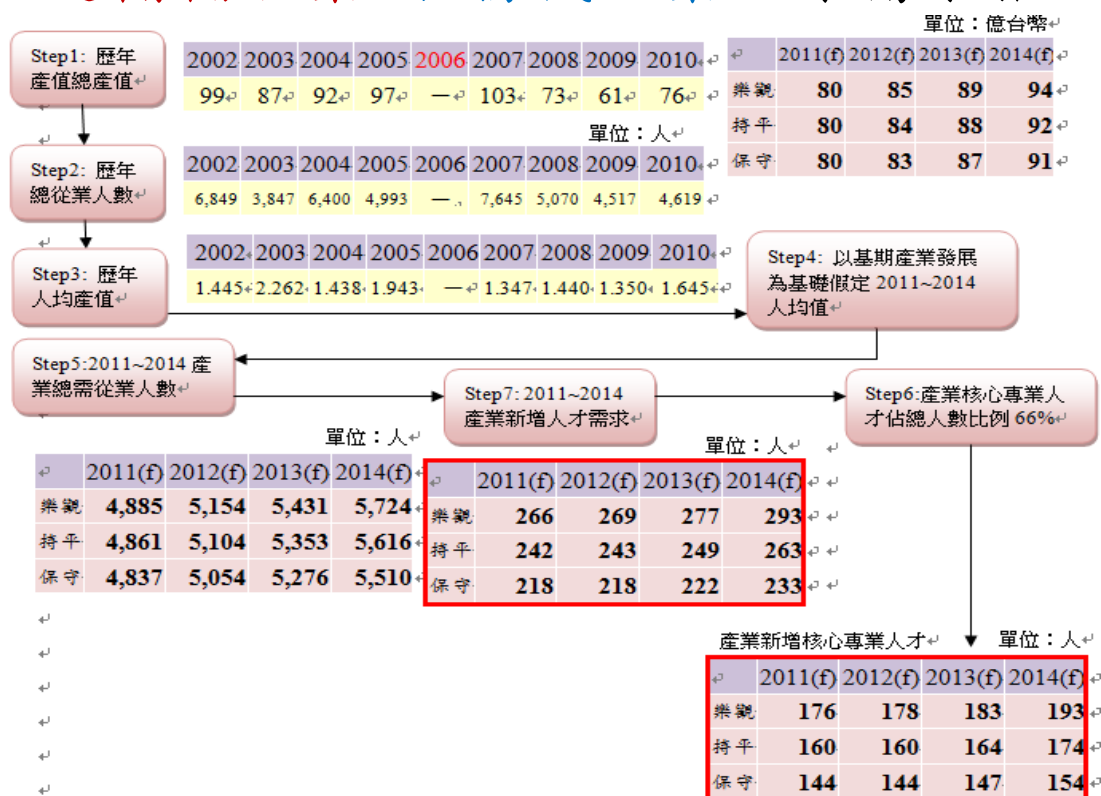 單位：億台幣
Step1: 歷年
產值總產值
2002 2003 2004 2005 2006 2007 2008 2009 2010
99 87 92 97 — 103 73 61 76
2011(f) 2012(f) 2013(f) 2014(f)
樂觀 80 85 89 94
持平 80 84 88 92
保守 80 83 87 91
單位：人
Step2: 歷年
總從業人數
2002 2003 2004 2005 2006 2007 2008 2009 2010
6,849 3,847 6,400 4,993 — 7,645 5,070 4,517 4,619
Step3: 歷年
人均產值
2002 2003 2004 2005 2006 2007 2008 2009 2010
1.445 2.262 1.438 1.943 — 1.347 1.440 1.350 1.645
Step4: 以基期產業發展
為基礎假定 2011~2014
人均值
Step5:2011~2014 產
業總需從業人數
Step7: 2011~2014
產業新增人才需求
Step6:產業核心專業人
才佔總人數比例 66%
單位：人
2011(f) 2012(f) 2013(f) 2014(f)
樂觀 4,885 5,154 5,431 5,724
持平 4,861 5,104 5,353 5,616
保守 4,837 5,054 5,276 5,510
單位：人
2011(f) 2012(f) 2013(f) 2014(f)
樂觀 266 269 277 293
持平 242 243 249 263
保守 218 218 222 233
產業新增核心專業人才 單位：人
2011(f) 2012(f) 2013(f) 2014(f)
樂觀 176 178 183 193
持平 160 160 164 174
保守 144 144 147 154